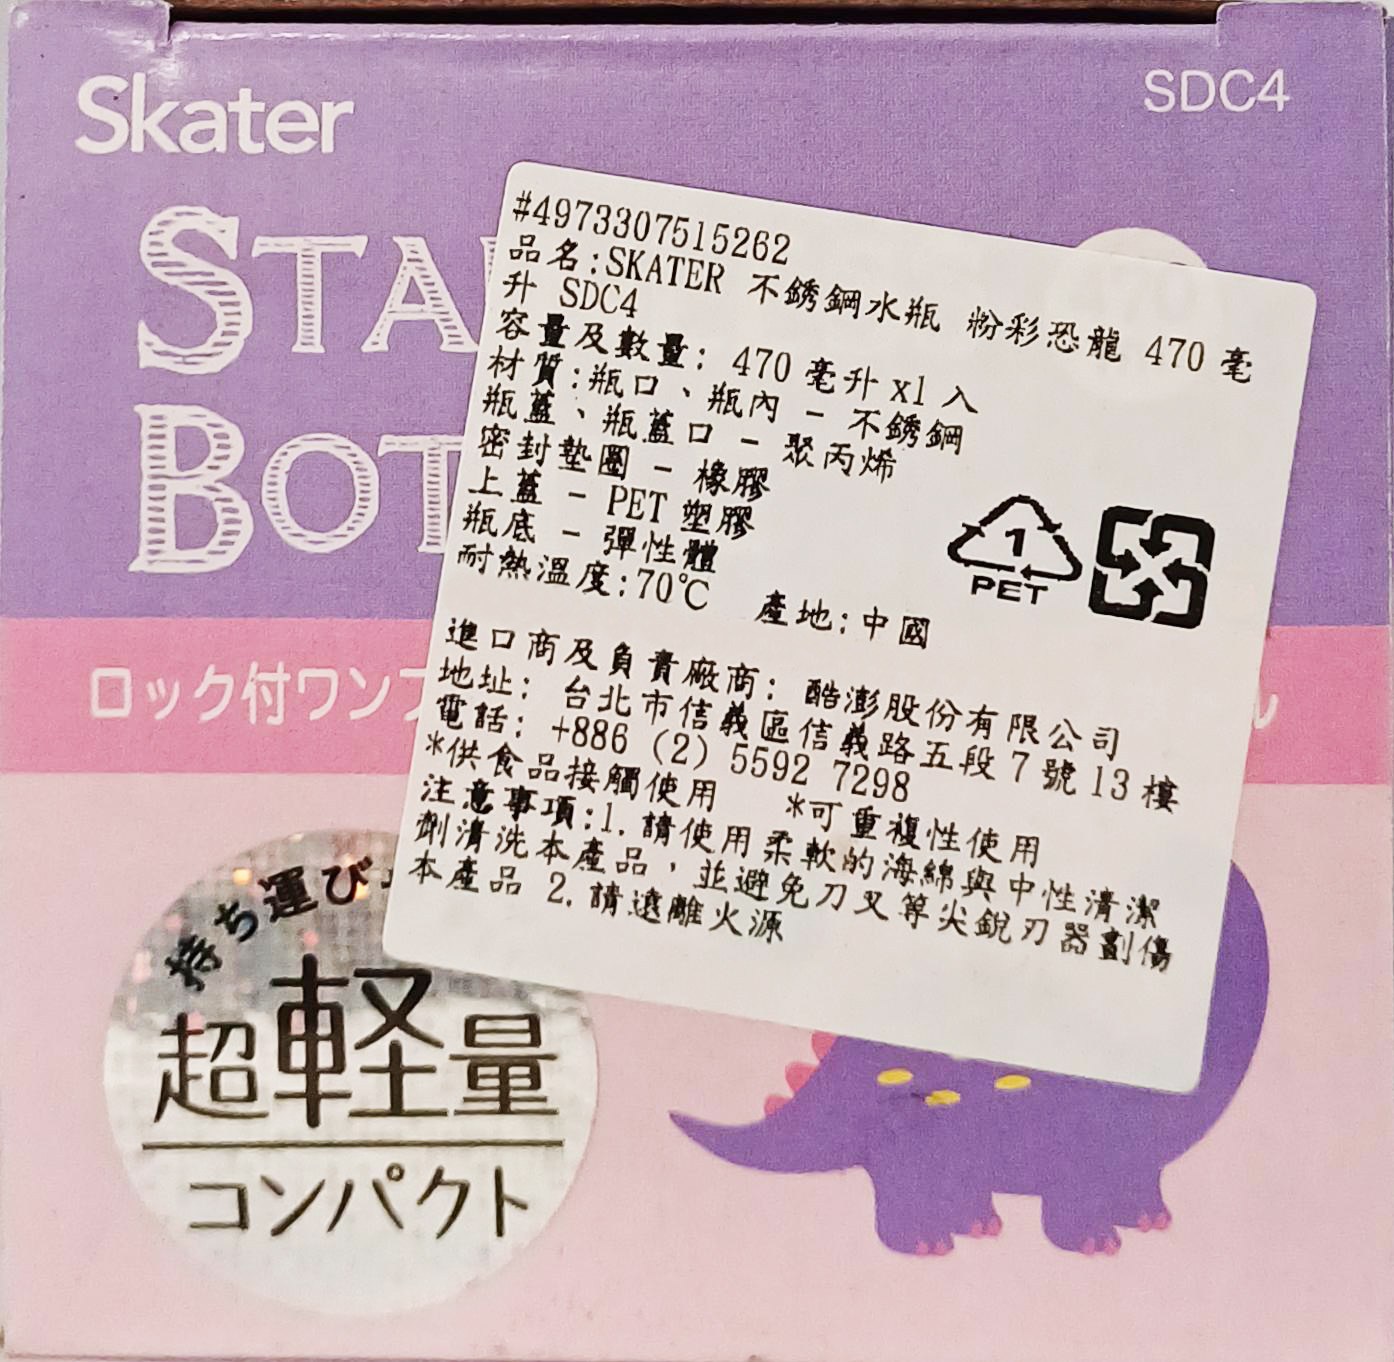 Skater
SDC4
STA
BOT
ロック付ワン
ル
#4973307515262
品名:SKATER 不銹鋼水瓶 粉彩恐龍 470 毫
升 SDC4
容量及數量: 470 毫升 x1 入
材質:瓶口、瓶內 - 不銹鋼
瓶蓋、瓶蓋口 - 聚丙烯
密封墊圈 - 橡膠
上蓋 - PET 塑膠
瓶底 - 彈性體
耐熱溫度:70℃ 產地:中國
1
PET
進口商及負責廠商: 酷澎股份有限公司
地址: 台北市信義區信義路五段 7 號 13 樓
電話: +886 (2) 5592 7298
*供食品接觸使用 *可重複性使用
注意事項:1. 請使用柔軟的海綿與中性清潔
劑清洗本產品，並避免刀叉等尖銳刃器劃傷
本產品 2. 請遠離火源
持ち運び
超軽量
コンパクト